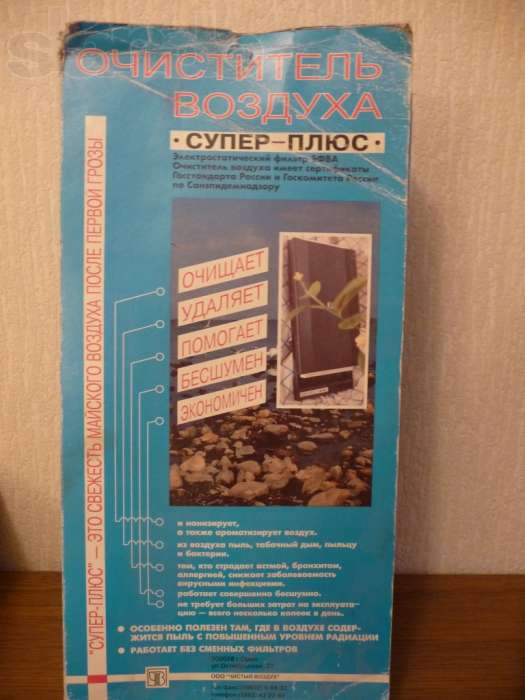 ОЧИСТИТЕЛЬ
ВОЗДУХА
• СУПЕР-ПЛЮС •
Электростатический фильтр ЭФВА
Очиститель воздуха имеет сертификаты
Госстандарта России и Госкомитета России
по Санэпидемнадзору
"СУПЕР-ПЛЮС" — ЭТО СВЕЖЕСТЬ МАЙСКОГО ВОЗДУХА ПОСЛЕ ПЕРВОЙ ГРОЗЫ
ОЧИЩАЕТ
УДАЛЯЕТ
ПОМОГАЕТ
БЕСШУМЕН
ЭКОНОМИЧЕН
и ионизирует,
а также ароматизирует воздух.
из воздуха пыль, табачный дым, пыльцу
и бактерии.
тем, кто страдает астмой, бронхитом,
аллергией, снижает заболеваемость
вирусными инфекциями.
работает совершенно бесшумно.
не требует больших затрат на эксплуата-
цию — всего несколько копеек в день.
• ОСОБЕННО ПОЛЕЗЕН ТАМ, ГДЕ В ВОЗДУХЕ СОДЕР-
ЖИТСЯ ПЫЛЬ С ПОВЫШЕННЫМ УРОВНЕМ РАДИАЦИИ
• РАБОТАЕТ БЕЗ СМЕННЫХ ФИЛЬТРОВ
ООО "ЧИСТЫЙ ВОЗДУХ"